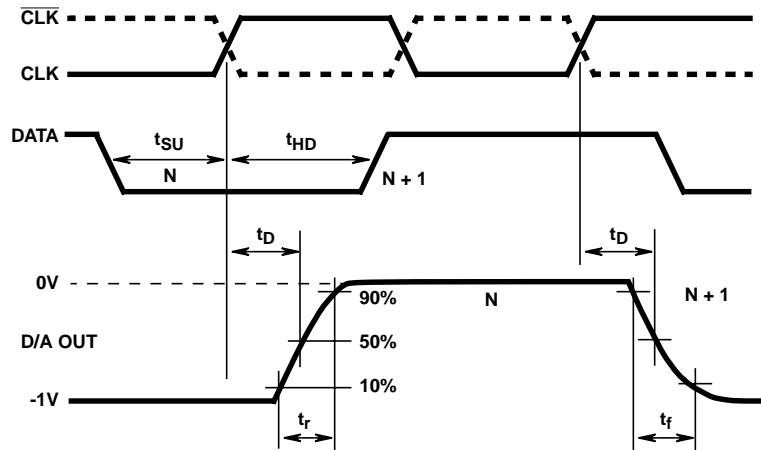 CLK
CLK
DATA
tSU
tHD
N
N + 1
tD
tD
0V
90%
N
N + 1
D/A OUT
50%
10%
-1V
tr
tf